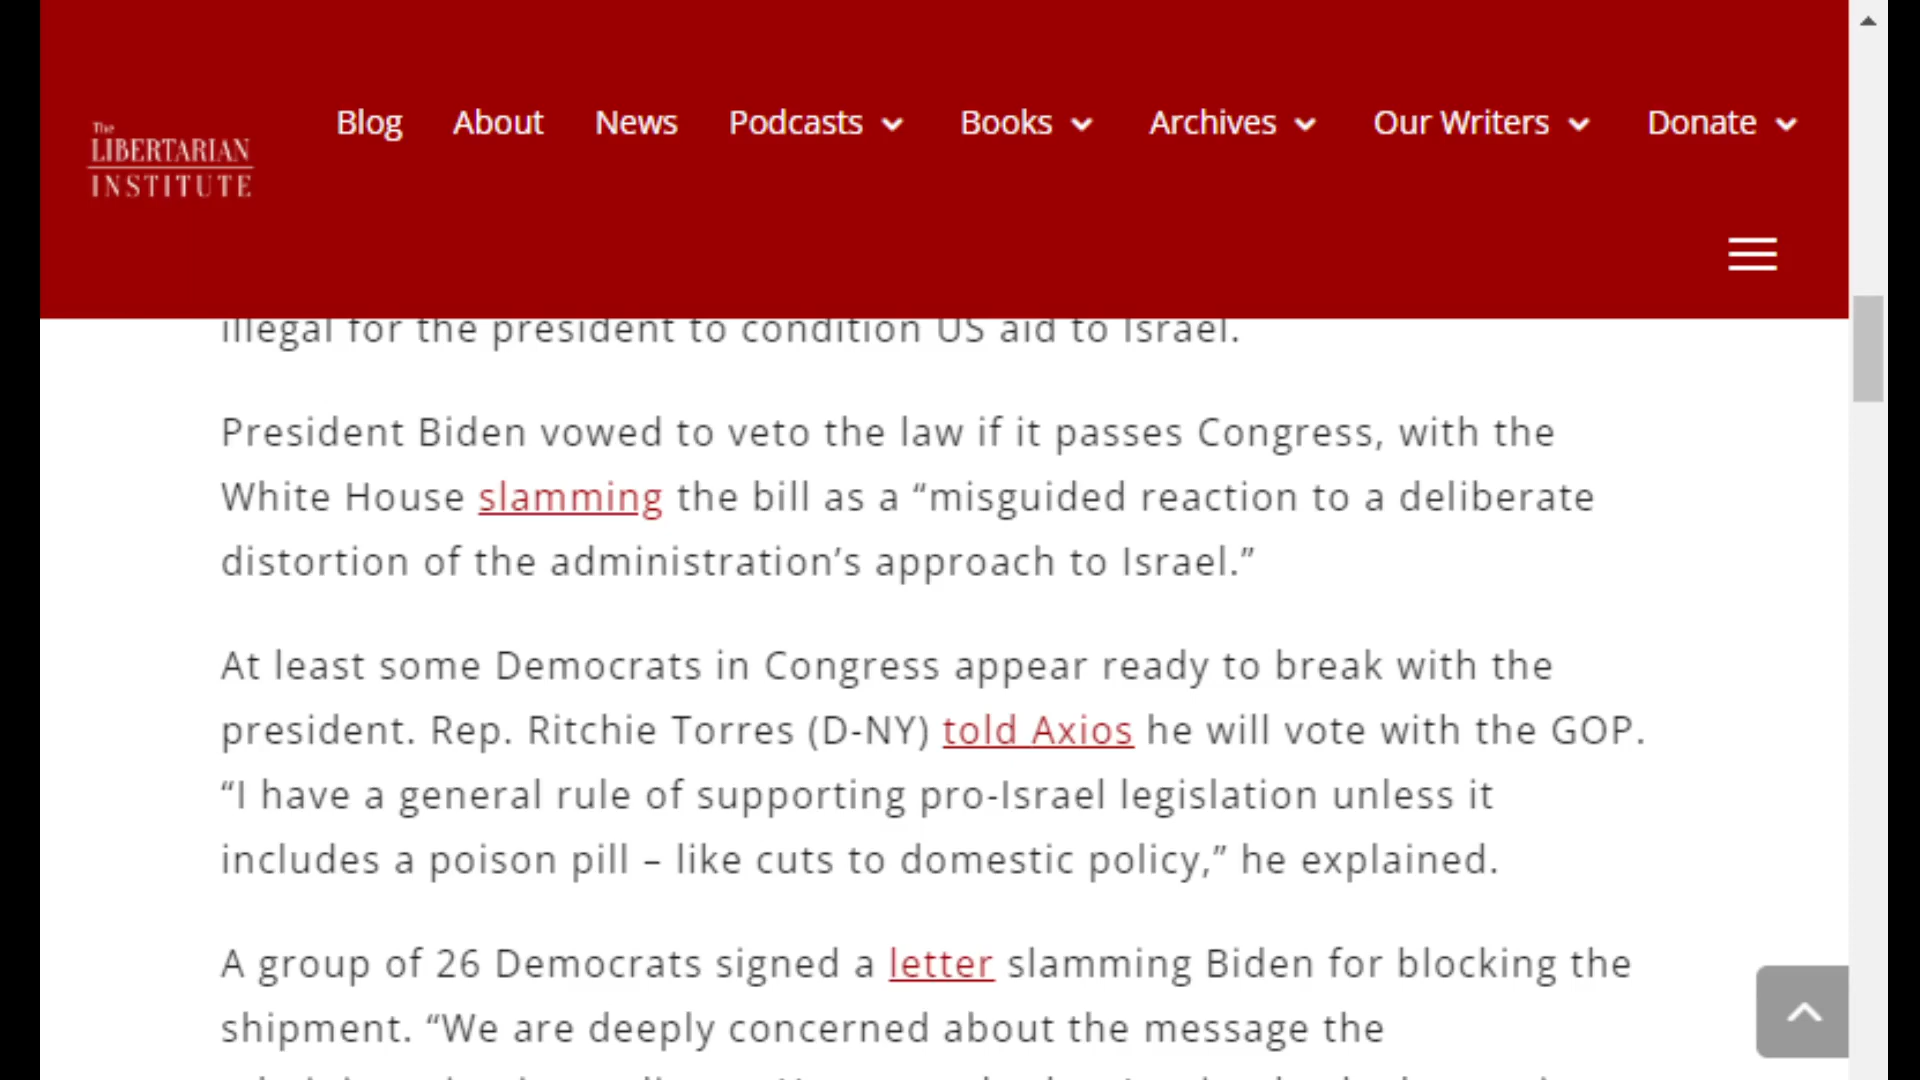 The
LIBERTARIAN
INSTITUTE
Blog About News Podcasts Books Archives Our Writers Donate
illegal for the president to condition US aid to Israel.
President Biden vowed to veto the law if it passes Congress, with the
White House slamming the bill as a “misguided reaction to a deliberate
distortion of the administration’s approach to Israel.”
At least some Democrats in Congress appear ready to break with the
president. Rep. Ritchie Torres (D-NY) told Axios he will vote with the GOP.
“I have a general rule of supporting pro-Israel legislation unless it
includes a poison pill – like cuts to domestic policy,” he explained.
A group of 26 Democrats signed a letter slamming Biden for blocking the
shipment. “We are deeply concerned about the message the